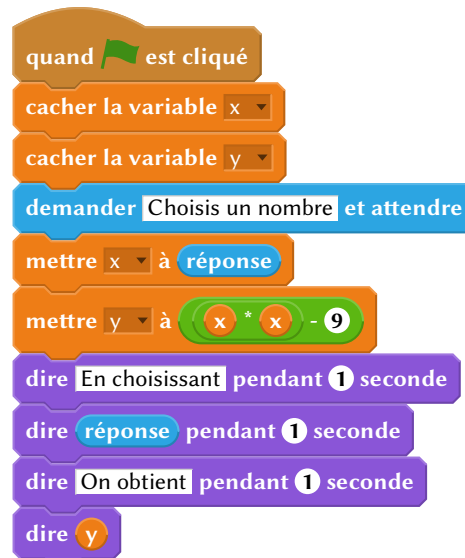 quand est cliqué
cacher la variable x
cacher la variable y
demander Choisis un nombre et attendre
mettre x à réponse
mettre y à x * x - 9
dire En choisissant pendant 1 seconde
dire réponse pendant 1 seconde
dire On obtient pendant 1 seconde
dire y